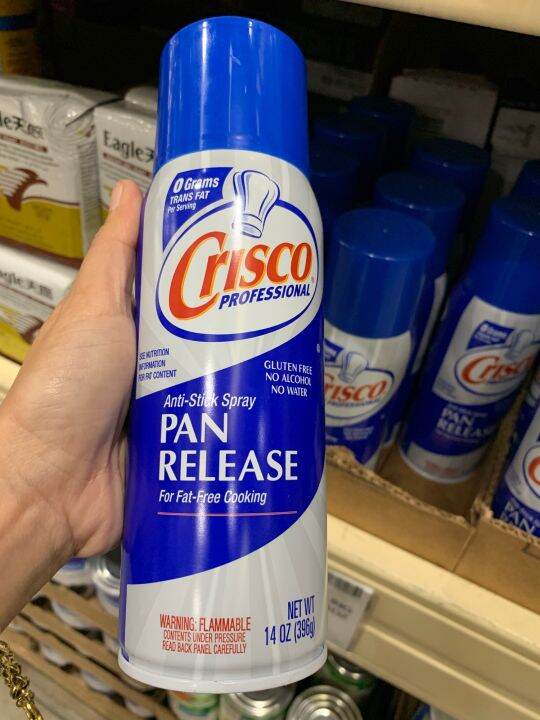 0 Grams
TRANS FAT
Per Serving
Crisco
PROFESSIONAL
SEE NUTRITION
INFORMATION
FOR FAT CONTENT
GLUTEN FREE
NO ALCOHOL
NO WATER
Anti-Stick Spray
PAN
RELEASE
For Fat-Free Cooking
WARNING: FLAMMABLE
CONTENTS UNDER PRESSURE
READ BACK PANEL CAREFULLY
NET WT
14 OZ (396g)
Eagle
Crisco
PROFESSIONAL
Crisco
PAN
RELEASE
PAN